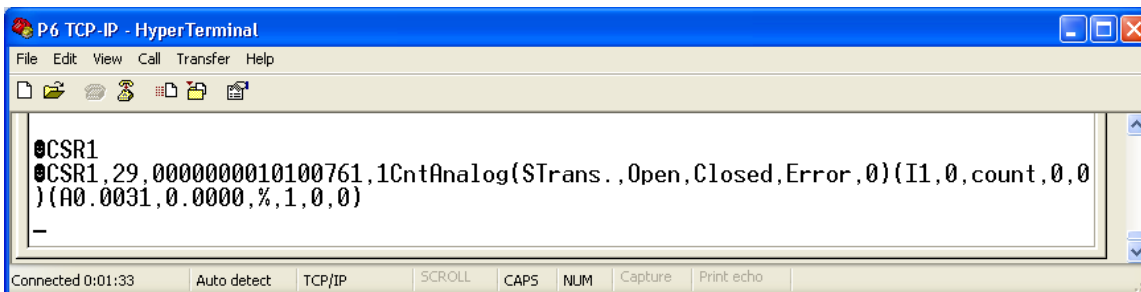 P6 TCP-IP - HyperTerminal
File Edit View Call Transfer Help
☻CSR1
☻CSR1,29,0000000010100761,1CntAnalog(STrans.,Open,Closed,Error,0)(I1,0,count,0,0
)(A0.0031,0.0000,%,1,0,0)
_
Connected 0:01:33 Auto detect TCP/IP SCROLL CAPS NUM Capture Print echo